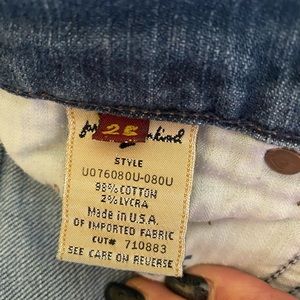 for
28
mankind
STYLE
U076080U-080U
98% COTTON
2% LYCRA
Made in U.S.A.
OF IMPORTED FABRIC
CUT# 710883
SEE CARE ON REVERSE